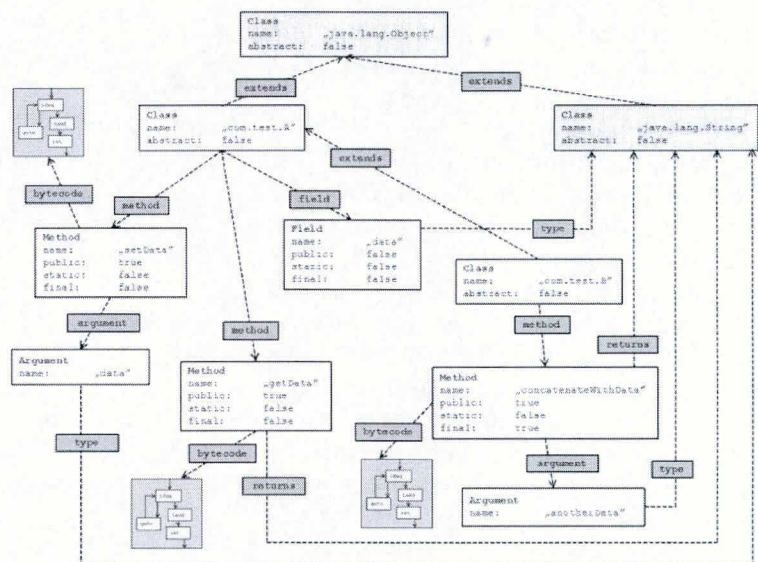 Class
name: „java.lang.Object”
abstract: false
extends
extends
Class
name: „com.test.A”
abstract: false
Class
name: „java.lang.String”
abstract: false
extends
bytecode
method
field
Method
name: „setData”
public: true
static: false
final: false
Field
name: „data”
public: false
static: false
final: false
type
Class
name: „com.test.B”
abstract: false
argument
method
method
returns
Argument
name: „data”
Method
name: „getData”
public: true
static: false
final: false
Method
name: „concatenateWithData”
public: true
static: false
final: true
type
bytecode
bytecode
argument
type
returns
Argument
name: „anotherData”